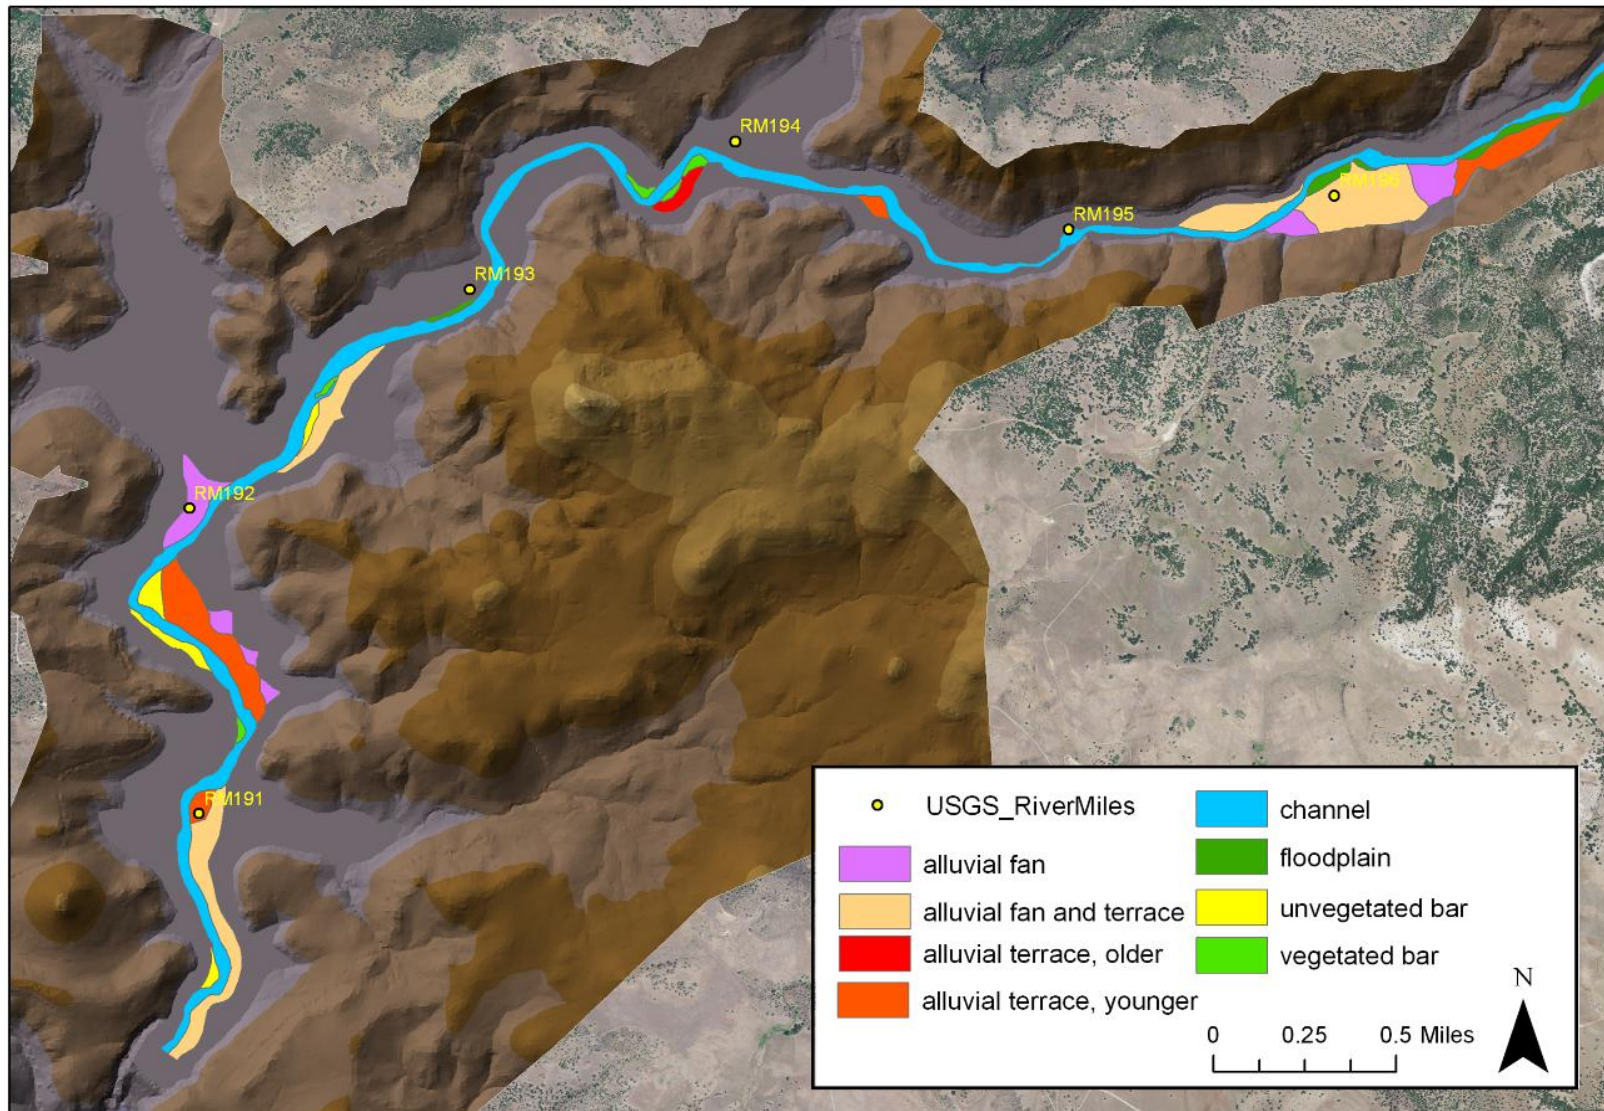 RM194
RM196
RM195
RM193
RM192
RM191
USGS_RiverMiles
alluvial fan
alluvial fan and terrace
alluvial terrace, older
alluvial terrace, younger
channel
floodplain
unvegetated bar
vegetated bar
N
0 0.25 0.5 Miles